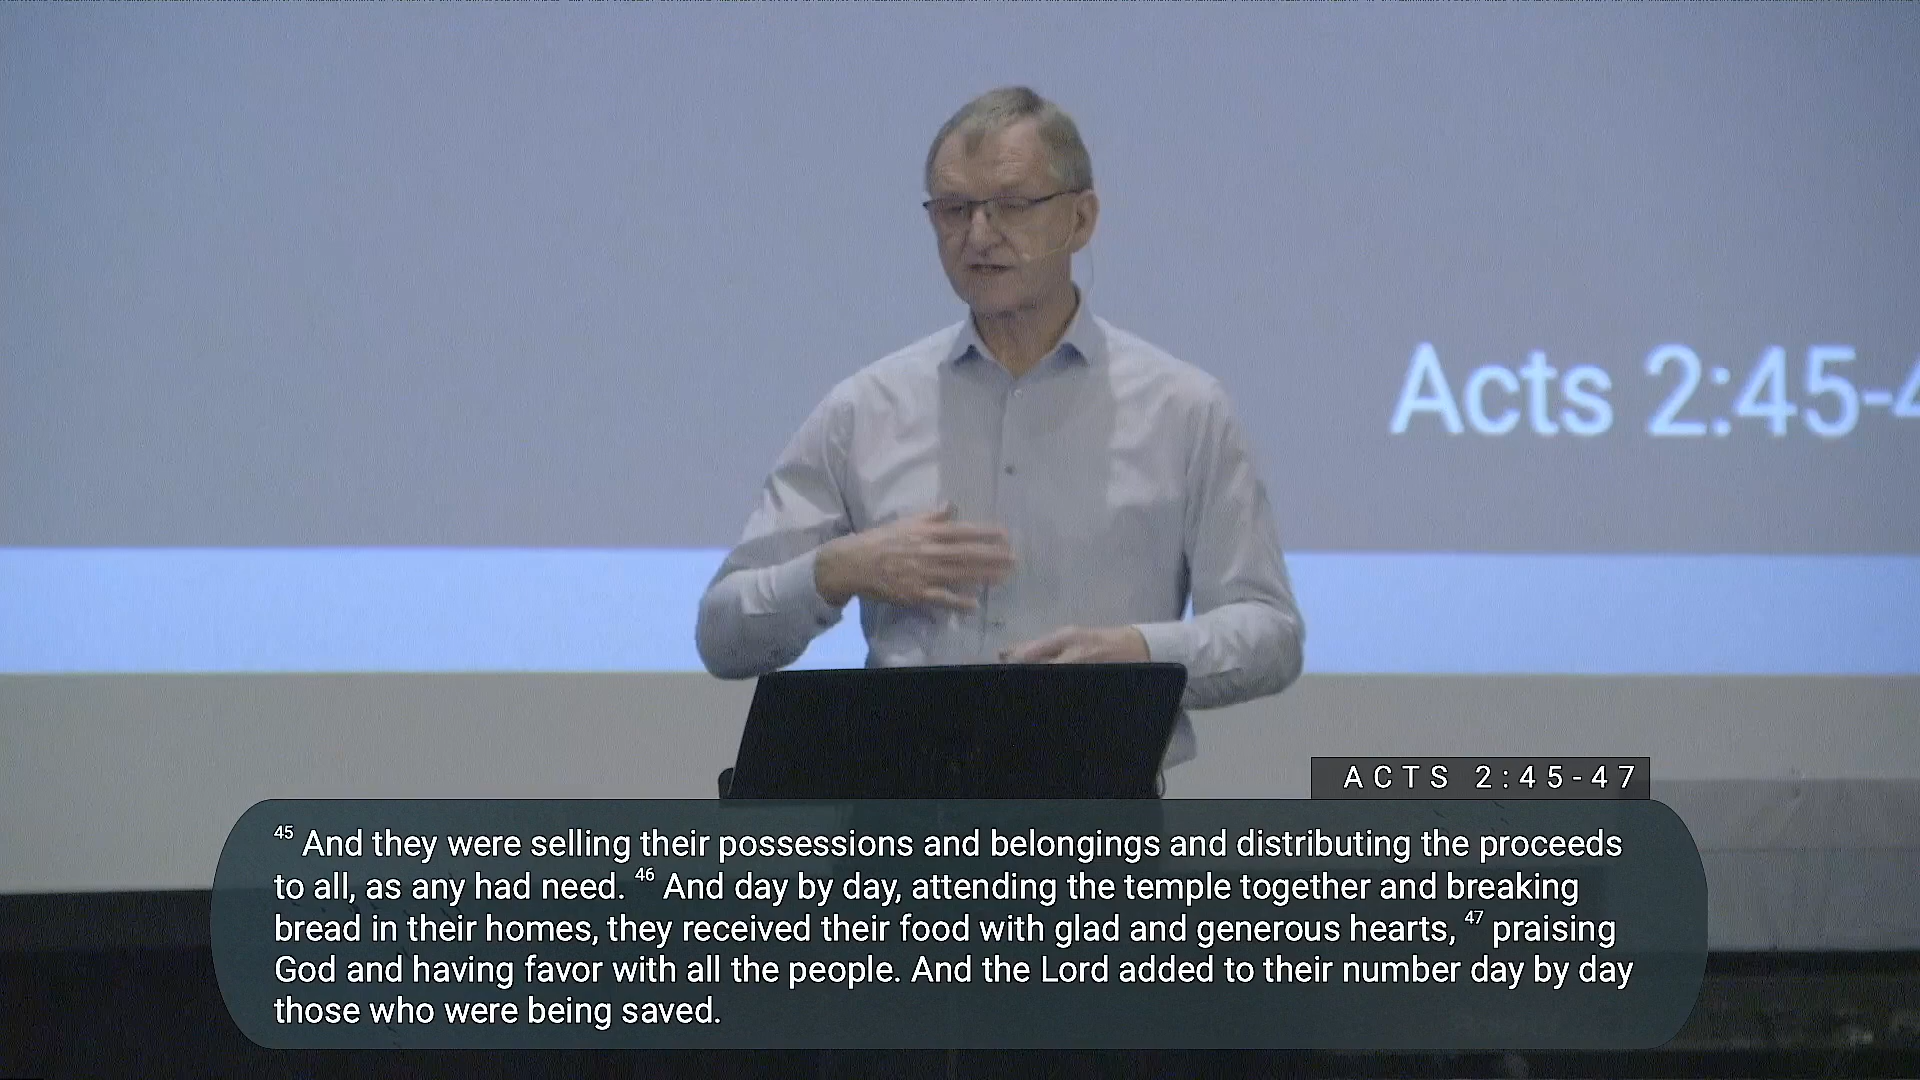 Acts 2:45-4
ACTS 2:45-47
45 And they were selling their possessions and belongings and distributing the proceeds
to all, as any had need. 46 And day by day, attending the temple together and breaking
bread in their homes, they received their food with glad and generous hearts, 47 praising
God and having favor with all the people. And the Lord added to their number day by day
those who were being saved.